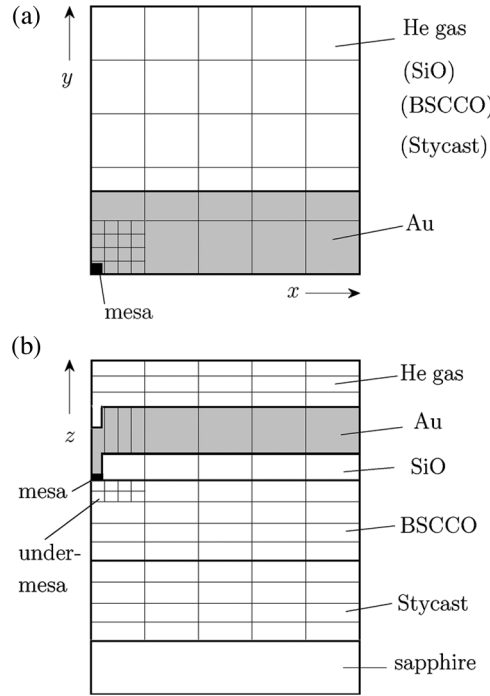 (a)
y
He gas
(SiO)
(BSCCO)
(Stycast)
Au
x
mesa
(b)
z
He gas
Au
SiO
mesa
BSCCO
under-
mesa
Stycast
sapphire